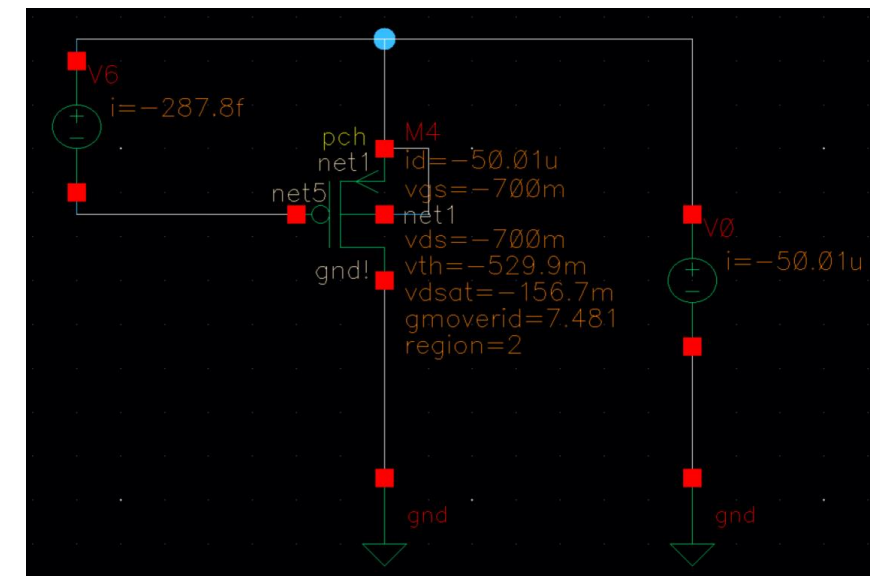 V6
i=-287.8f
pch
M4
net1
id=-50.01u
vgs=-700m
net5
net1
V0
vds=-700m
i=-50.01u
gnd!
vth=-529.9m
vdsat=-156.7m
gmoverid=7.481
region=2
gnd
gnd